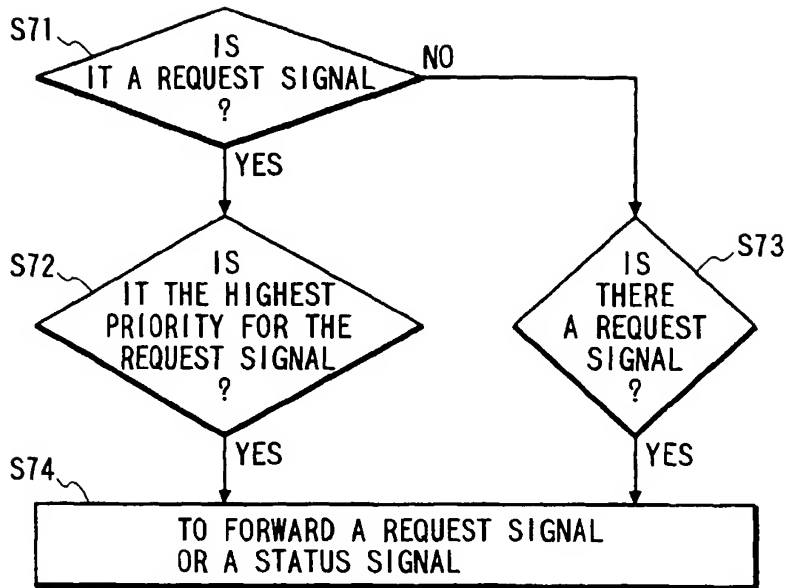 S71
IS
IT A REQUEST SIGNAL
?
NO
YES
S72
IS
IT THE HIGHEST
PRIORITY FOR THE
REQUEST SIGNAL
?
YES
S73
IS
THERE
A REQUEST
SIGNAL
?
YES
S74
TO FORWARD A REQUEST SIGNAL
OR A STATUS SIGNAL